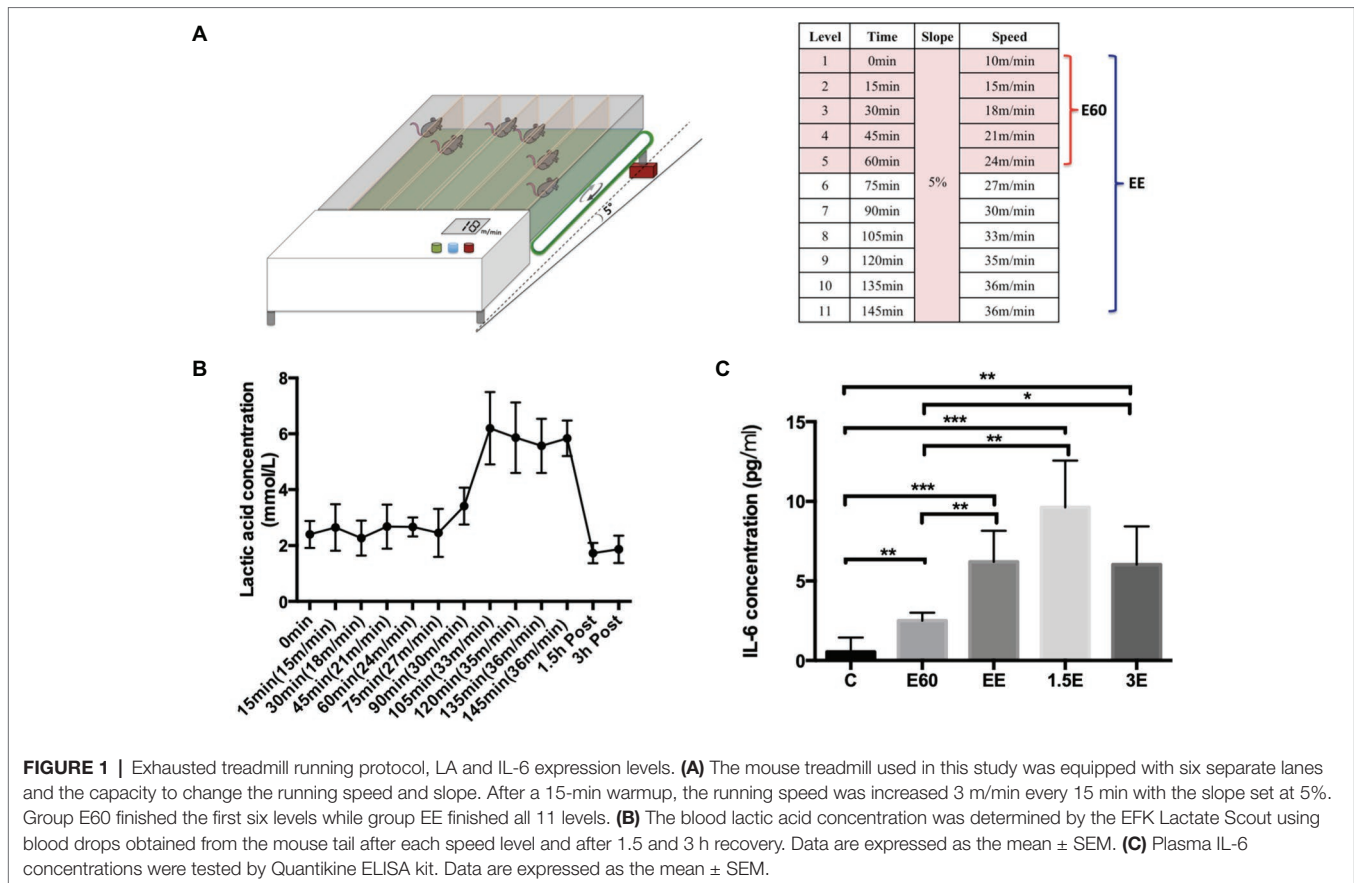 A
Level Time Slope Speed
1 0min 10m/min
2 15min 15m/min
3 30min 18m/min
4 45min 21m/min
5 60min 24m/min
6 75min 5% 27m/min
7 90min 30m/min
8 105min 33m/min
9 120min 35m/min
10 135min 36m/min
11 145min 36m/min
E60
EE
18 m/min
5°
B
Lactic acid concentration
(mmol/L)
8
6
4
2
0
0min
15min(15m/min)
30min(18m/min)
45min(21m/min)
60min(24m/min)
75min(27m/min)
90min(30m/min)
105min(33m/min)
120min(35m/min)
135min(36m/min)
145min(36m/min)
1.5h Post
3h Post
C
IL-6 concentration (pg/ml)
15
10
5
0
**
*
***
**
***
**
**
C E60 EE 1.5E 3E
FIGURE 1 | Exhausted treadmill running protocol, LA and IL-6 expression levels. (A) The mouse treadmill used in this study was equipped with six separate lanes
and the capacity to change the running speed and slope. After a 15-min warmup, the running speed was increased 3 m/min every 15 min with the slope set at 5%.
Group E60 finished the first six levels while group EE finished all 11 levels. (B) The blood lactic acid concentration was determined by the EFK Lactate Scout using
blood drops obtained from the mouse tail after each speed level and after 1.5 and 3 h recovery. Data are expressed as the mean ± SEM. (C) Plasma IL-6
concentrations were tested by Quantikine ELISA kit. Data are expressed as the mean ± SEM.